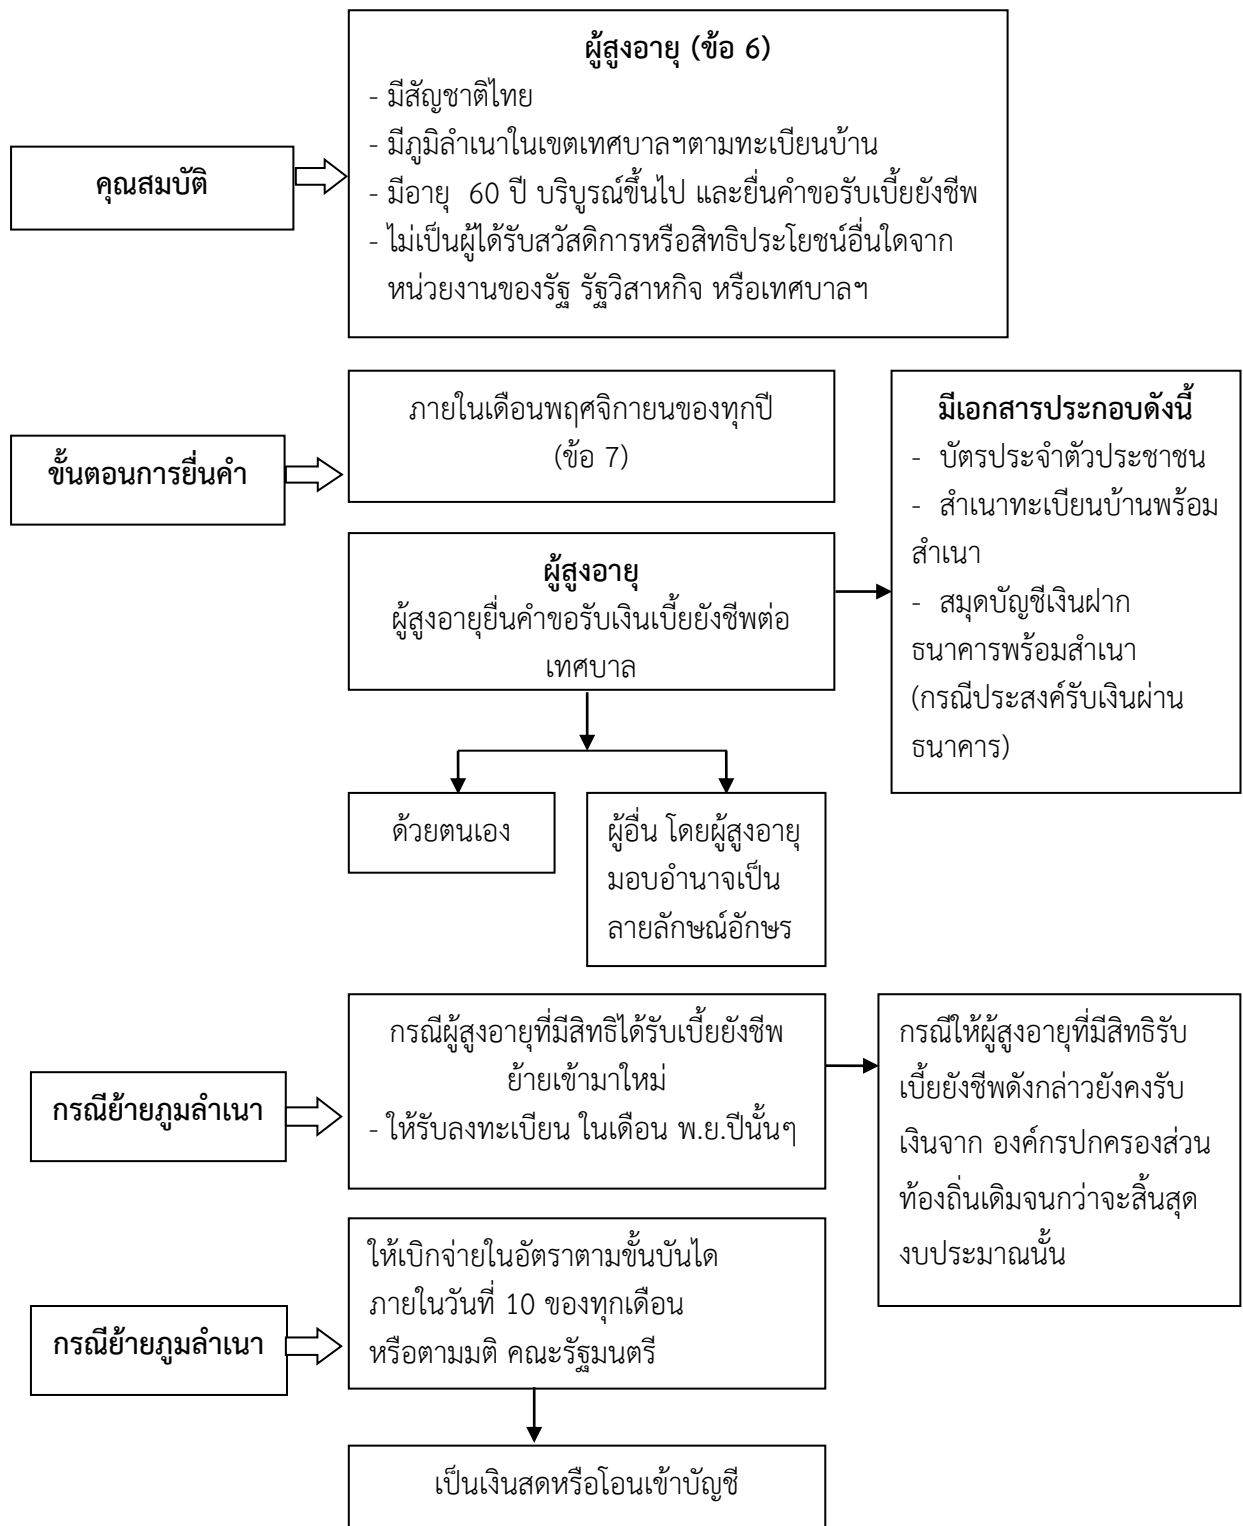 ผู้สูงอายุ (ข้อ 6)
- มีสัญชาติไทย
- มีภูมิลำเนาในเขตเทศบาลฯตามทะเบียนบ้าน
- มีอายุ 60 ปี บริบูรณ์ขึ้นไป และยื่นคำขอรับเบี้ยยังชีพ
- ไม่เป็นผู้ได้รับสวัสดิการหรือสิทธิประโยชน์อื่นใดจาก
หน่วยงานของรัฐ รัฐวิสาหกิจ หรือเทศบาลฯ
คุณสมบัติ
ภายในเดือนพฤศจิกายนของทุกปี
(ข้อ 7)
ขั้นตอนการยื่นคำ
มีเอกสารประกอบดังนี้
- บัตรประจำตัวประชาชน
- สำเนาทะเบียนบ้านพร้อม
สำเนา
- สมุดบัญชีเงินฝาก
ธนาคารพร้อมสำเนา
(กรณีประสงค์รับเงินผ่าน
ธนาคาร)
ผู้สูงอายุ
ผู้สูงอายุยื่นคำขอรับเงินเบี้ยยังชีพต่อ
เทศบาล
ด้วยตนเอง
ผู้อื่น โดยผู้สูงอายุ
มอบอำนาจเป็น
ลายลักษณ์อักษร
กรณีผู้สูงอายุที่มีสิทธิได้รับเบี้ยยังชีพ
ย้ายเข้ามาใหม่
- ให้รับลงทะเบียน ในเดือน พ.ย.ปีนั้นๆ
กรณีย้ายภูมลำเนา
กรณีให้ผู้สูงอายุที่มีสิทธิรับ
เบี้ยยังชีพดังกล่าวยังคงรับ
เงินจาก องค์กรปกครองส่วน
ท้องถิ่นเดิมจนกว่าจะสิ้นสุด
งบประมาณนั้น
ให้เบิกจ่ายในอัตราตามขั้นบันได
ภายในวันที่ 10 ของทุกเดือน
หรือตามมติ คณะรัฐมนตรี
กรณีย้ายภูมลำเนา
เป็นเงินสดหรือโอนเข้าบัญชี